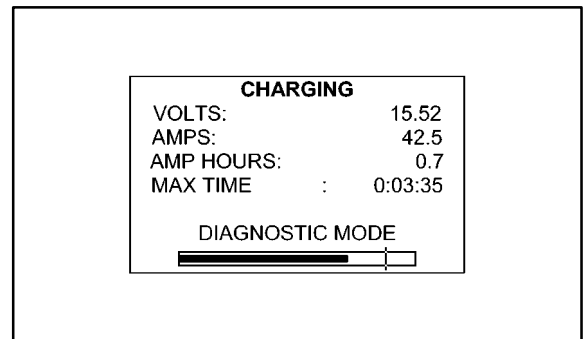 CHARGING
VOLTS: 15.52
AMPS: 42.5
AMP HOURS: 0.7
MAX TIME : 0:03:35
DIAGNOSTIC MODE